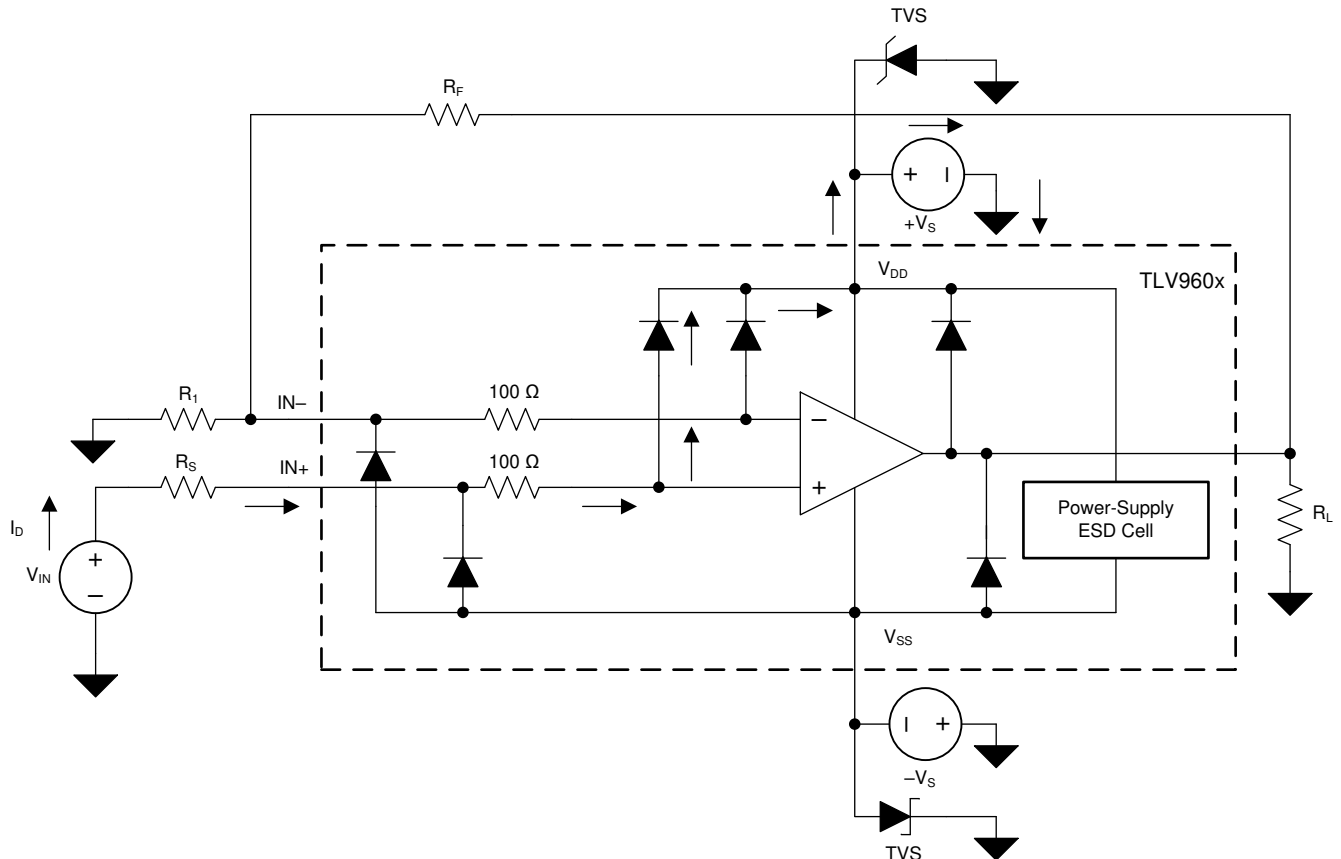 TVS
R_F
+ –
+V_S
V_DD
TLV960x
R_1
IN–
100 Ω
–
R_S
IN+
100 Ω
+
I_D
V_IN
+
–
Power-Supply
ESD Cell
R_L
V_SS
– +
–V_S
TVS